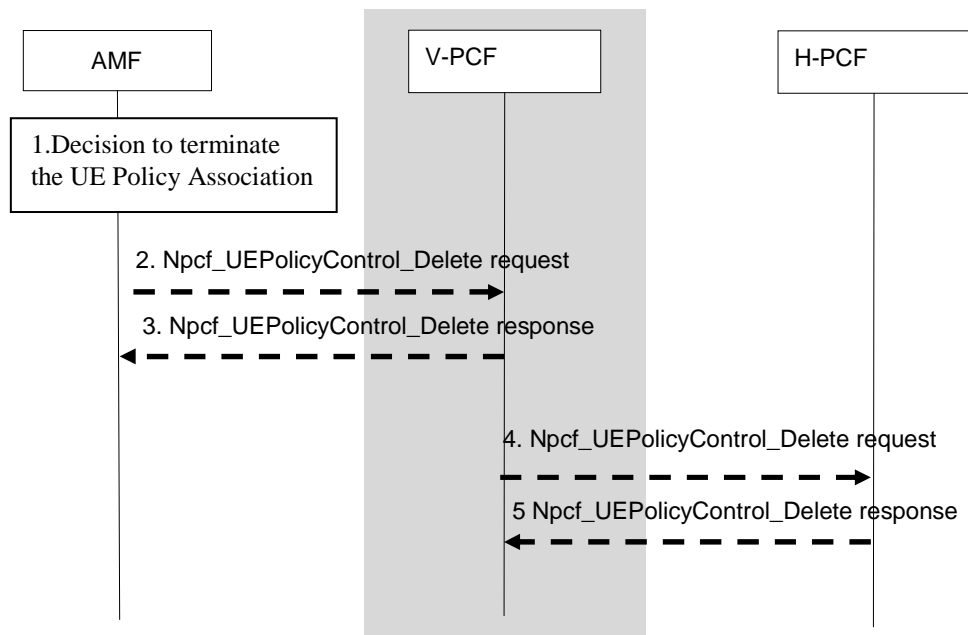 AMF
V-PCF
H-PCF
1.Decision to terminate
the UE Policy Association
2. Npcf_UEPolicyControl_Delete request
3. Npcf_UEPolicyControl_Delete response
4. Npcf_UEPolicyControl_Delete request
5 Npcf_UEPolicyControl_Delete response